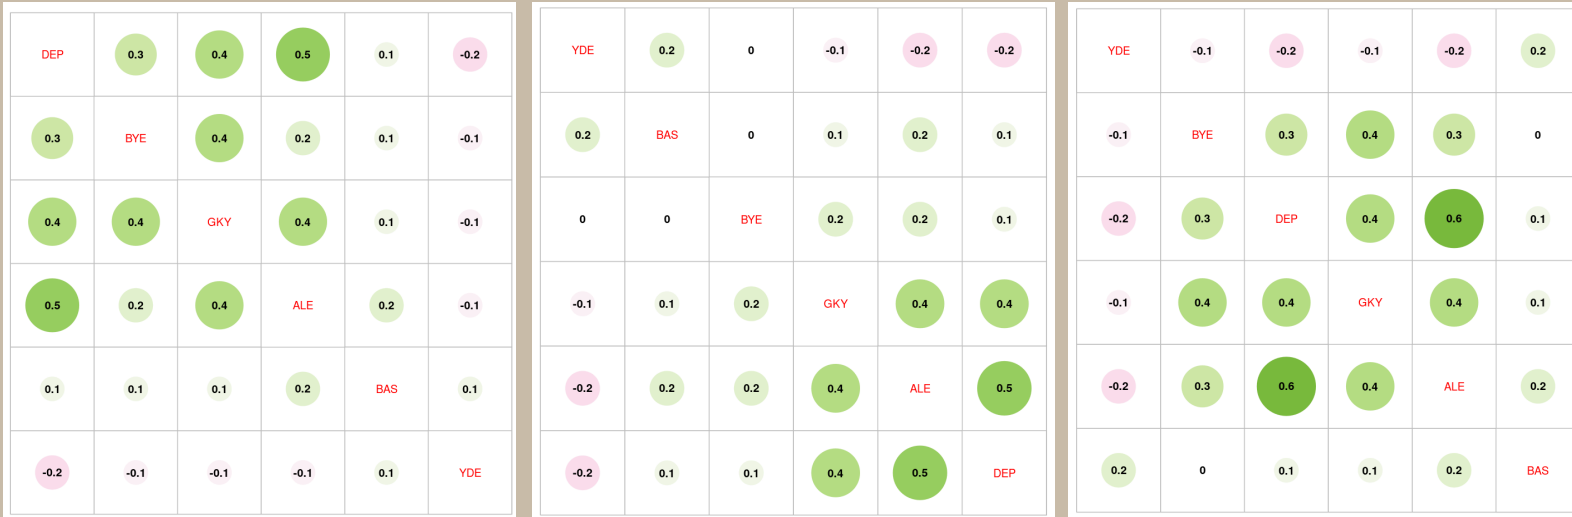 DEP 0.3 0.4 0.5 0.1 -0.2
0.3 BYE 0.4 0.2 0.1 -0.1
0.4 0.4 GKY 0.4 0.1 -0.1
0.5 0.2 0.4 ALE 0.2 -0.1
0.1 0.1 0.1 0.2 BAS 0.1
-0.2 -0.1 -0.1 -0.1 0.1 YDE
YDE 0.2 0 -0.1 -0.2 -0.2
0.2 BAS 0 0.1 0.2 0.1
0 0 BYE 0.2 0.2 0.1
-0.1 0.1 0.2 GKY 0.4 0.4
-0.2 0.2 0.2 0.4 ALE 0.5
-0.2 0.1 0.1 0.4 0.5 DEP
YDE -0.1 -0.2 -0.1 -0.2 0.2
-0.1 BYE 0.3 0.4 0.3 0
-0.2 0.3 DEP 0.4 0.6 0.1
-0.1 0.4 0.4 GKY 0.4 0.1
-0.2 0.3 0.6 0.4 ALE 0.2
0.2 0 0.1 0.1 0.2 BAS